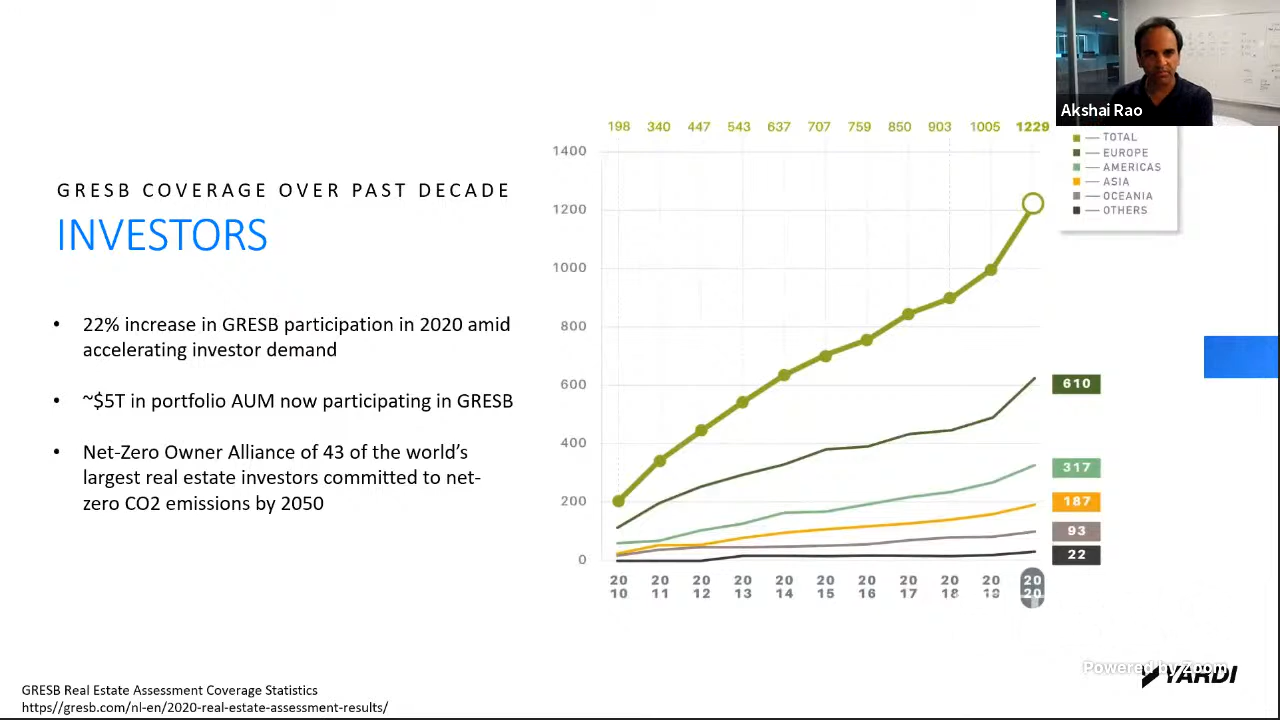 Akshai Rao
GRESB COVERAGE OVER PAST DECADE
INVESTORS
• 22% increase in GRESB participation in 2020 amid
accelerating investor demand
• ~$5T in portfolio AUM now participating in GRESB
• Net-Zero Owner Alliance of 43 of the world's
largest real estate investors committed to net-
zero CO2 emissions by 2050
198 340 447 543 637 707 759 850 903 1005 1229
1400
1200
1000
800
600
400
200
0
20 20 20 20 20 20 20 20 20 20 20
10 11 12 13 14 15 16 17 18 19 20
TOTAL
EUROPE
AMERICAS
ASIA
OCEANIA
OTHERS
610
317
187
93
22
Powered by Zoom
YARDI
GRESB Real Estate Assessment Coverage Statistics
https//gresb.com/nl-en/2020-real-estate-assessment-results/